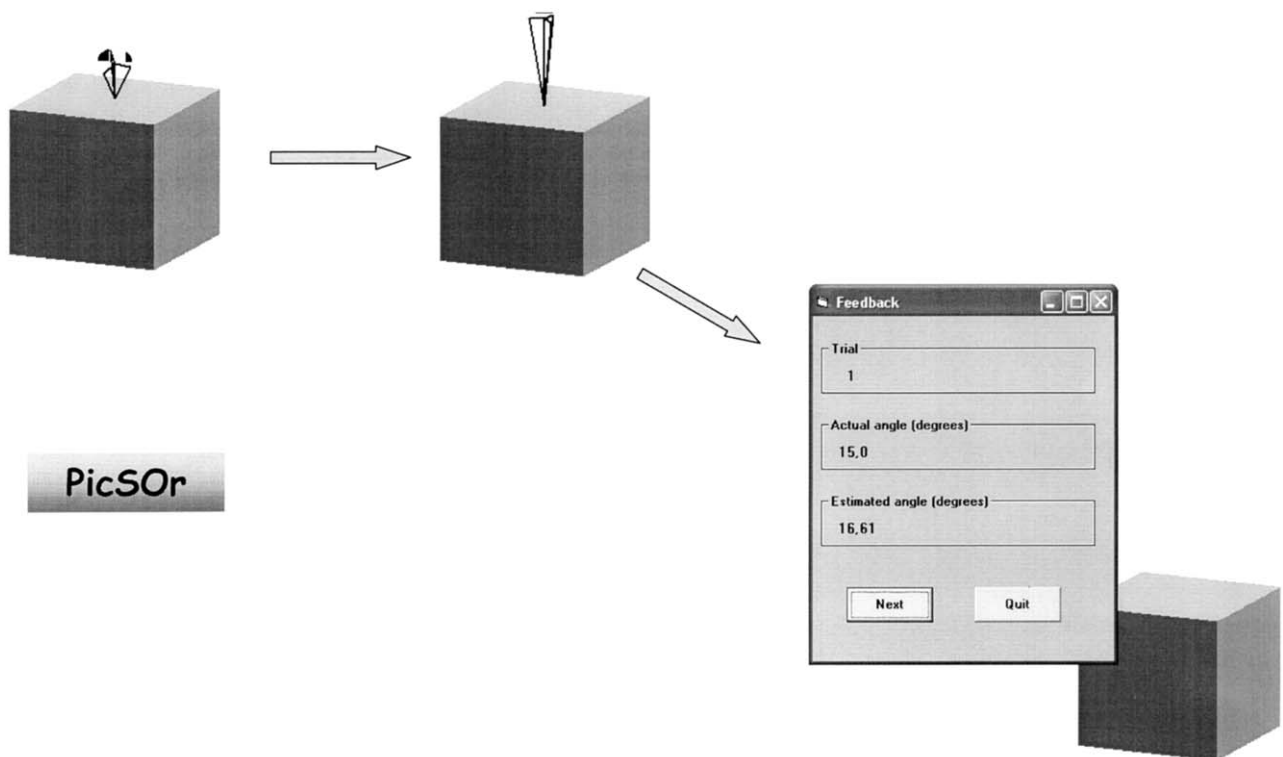 Feedback
Trial
1
Actual angle (degrees)
15,0
PicSOr
Estimated angle (degrees)
16,61
Next
Quit